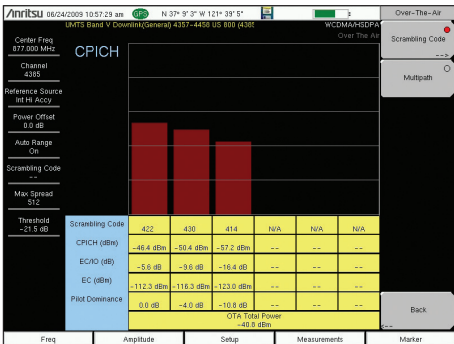 Anritsu 06/24/2009 10:57:29 am GPS N 37° 9' 3" W 121° 39' 5"
Over-The-Air
UMTS Band V Downlink(General) 4357-4458 US 800 (4385
WCDMA/HSDPA
Over The Air
CPICH
Center Freq
877.000 MHz
Channel
4385
Reference Source
Int Hi Accy
Power Offset
0.0 dB
Auto Range
On
Scrambling Code
--
Max Spread
512
Threshold
-21.5 dB
Scrambling Code
-->
Multipath
Back
<--
Scrambling Code 422 430 414 N/A N/A N/A
CPICH (dBm) -46.4 dBm -50.4 dBm -57.2 dBm -- -- --
EC/IO (dB) -5.6 dB -9.6 dB -16.4 dB -- -- --
EC (dBm) -112.3 dBm -116.3 dBm -123.0 dBm -- -- --
Pilot Dominance 0.0 dB -4.0 dB -10.8 dB -- -- --
OTA Total Power
-40.8 dBm
Freq Amplitude Setup Measurements Marker